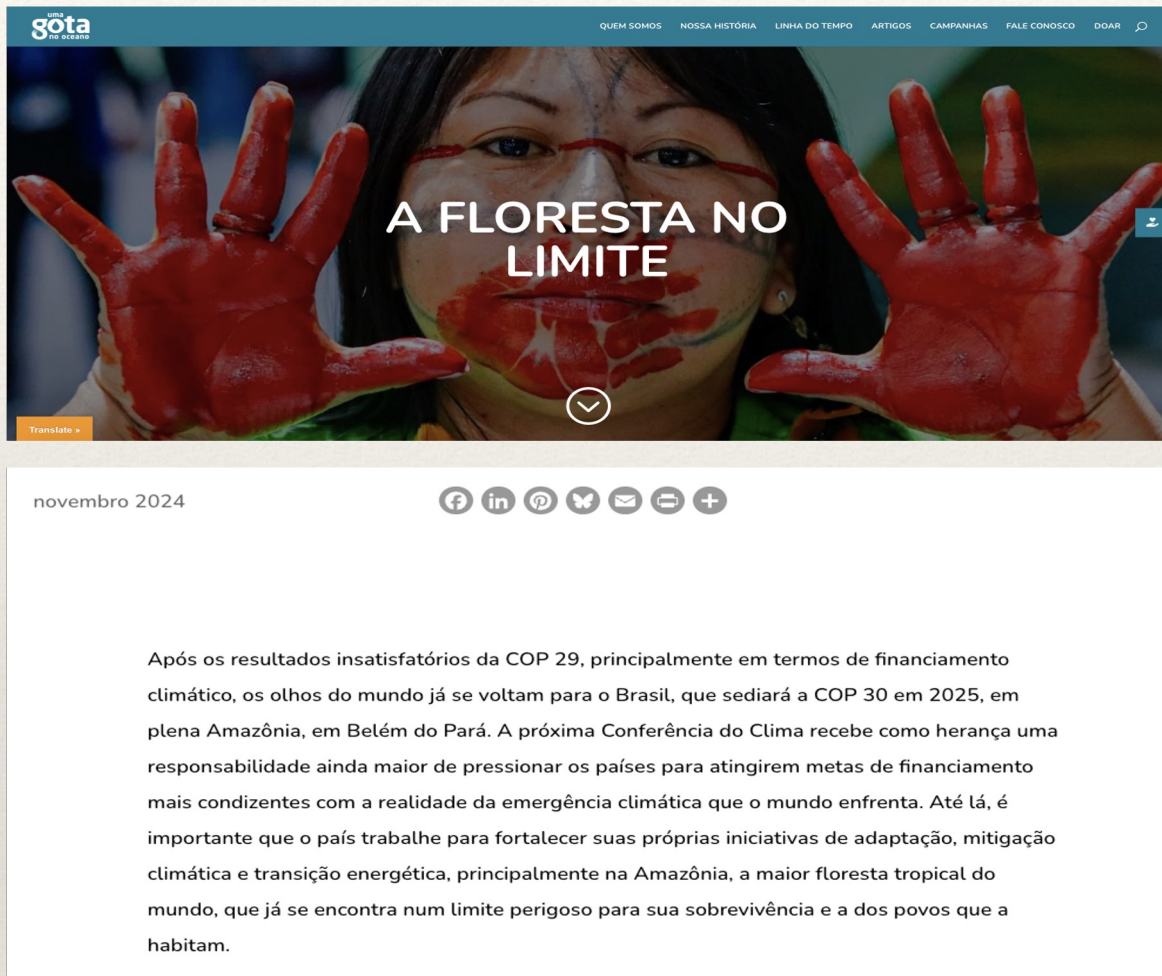 uma
gota
no oceano
QUEM SOMOS NOSSA HISTÓRIA LINHA DO TEMPO ARTIGOS CAMPANHAS FALE CONOSCO DOAR
A FLORESTA NO
LIMITE
Translate »
novembro 2024
Após os resultados insatisfatórios da COP 29, principalmente em termos de financiamento
climático, os olhos do mundo já se voltam para o Brasil, que sediará a COP 30 em 2025, em
plena Amazônia, em Belém do Pará. A próxima Conferência do Clima recebe como herança uma
responsabilidade ainda maior de pressionar os países para atingirem metas de financiamento
mais condizentes com a realidade da emergência climática que o mundo enfrenta. Até lá, é
importante que o país trabalhe para fortalecer suas próprias iniciativas de adaptação, mitigação
climática e transição energética, principalmente na Amazônia, a maior floresta tropical do
mundo, que já se encontra num limite perigoso para sua sobrevivência e a dos povos que a
habitam.